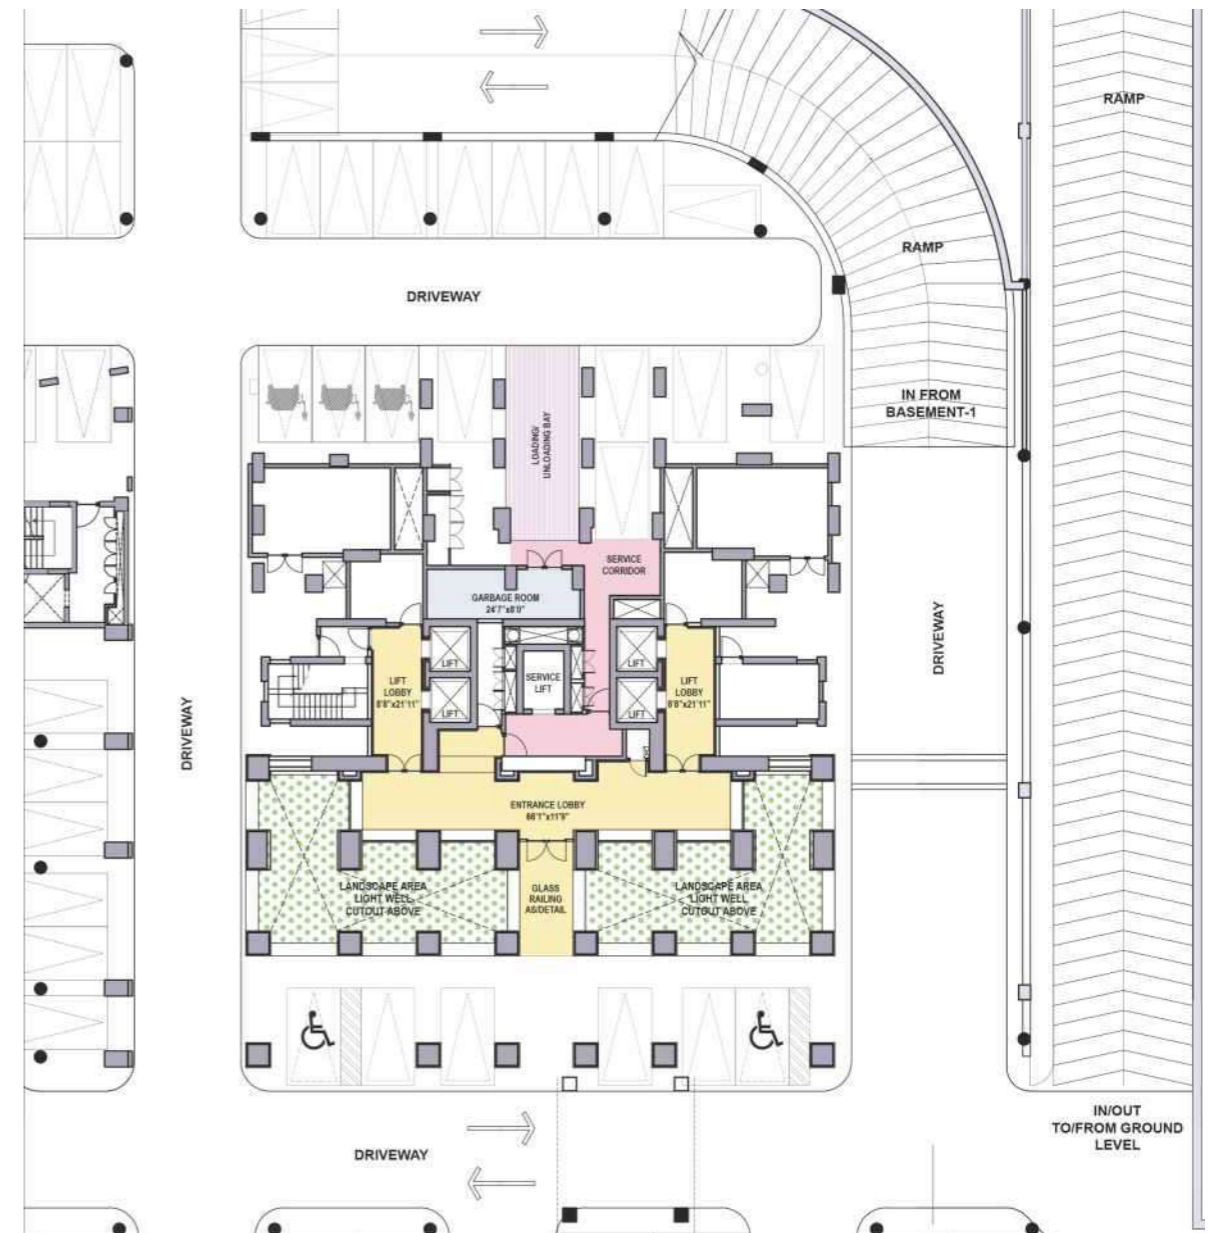 RAMP
RAMP
DRIVEWAY
IN FROM
BASEMENT-1
LOADING/
UNLOADING BAY
SERVICE
CORRIDOR
GARBAGE ROOM
24'7"x8'0"
DRIVEWAY
LIFT
LIFT
SERVICE
LIFT
LIFT
LOBBY
8'8"x21'11"
LIFT
LOBBY
8'8"x21'11"
LIFT
LIFT
DRIVEWAY
ENTRANCE LOBBY
66'1"x11'9"
LANDSCAPE AREA
LIGHT WELL
CUTOUT ABOVE
GLASS
RAILING
AS/DETAIL
LANDSCAPE AREA
LIGHT WELL
CUTOUT ABOVE
IN/OUT
TO/FROM GROUND
LEVEL
DRIVEWAY